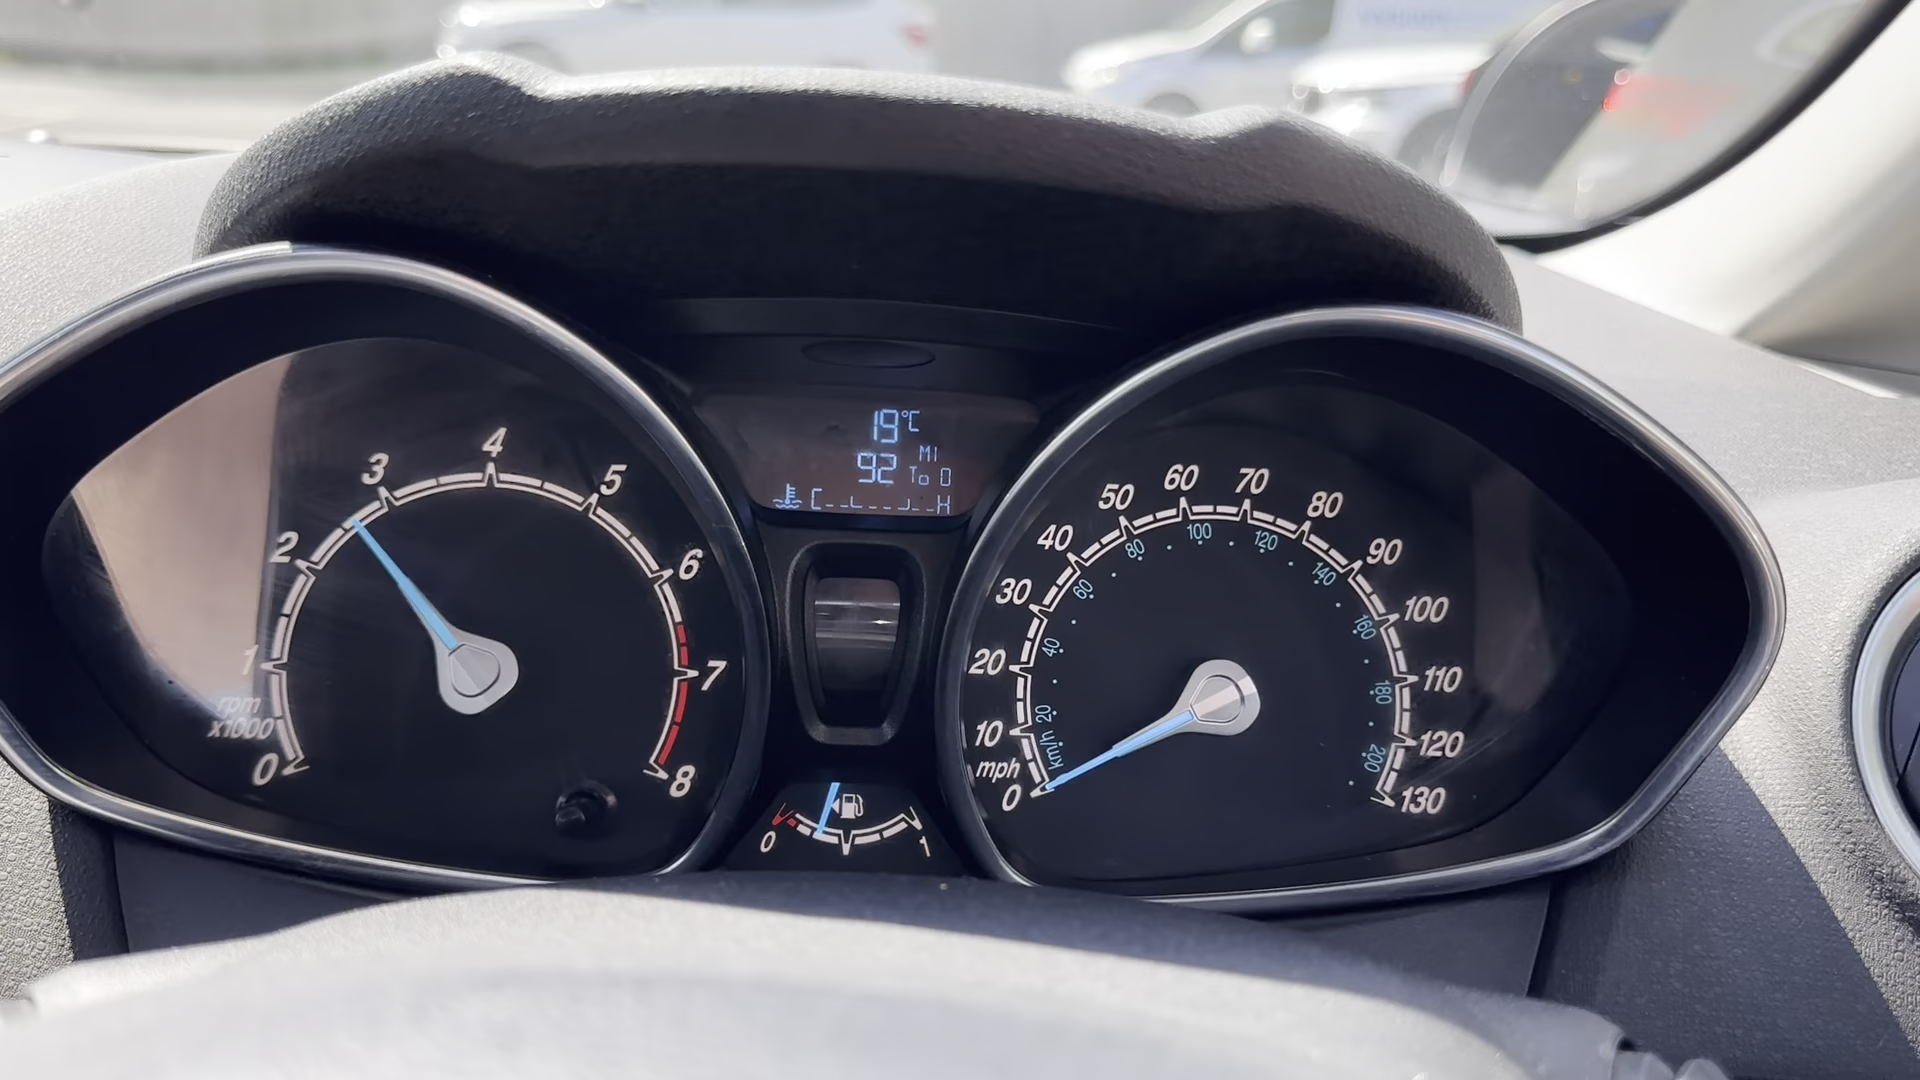 19°C
92 MI To 0
C H
0 1 2 3 4 5 6 7 8
rpm
x1000
0 10 20 30 40 50 60 70 80 90 100 110 120 130
mph
km/h 20 40 60 80 100 120 140 160 180 200
0 1